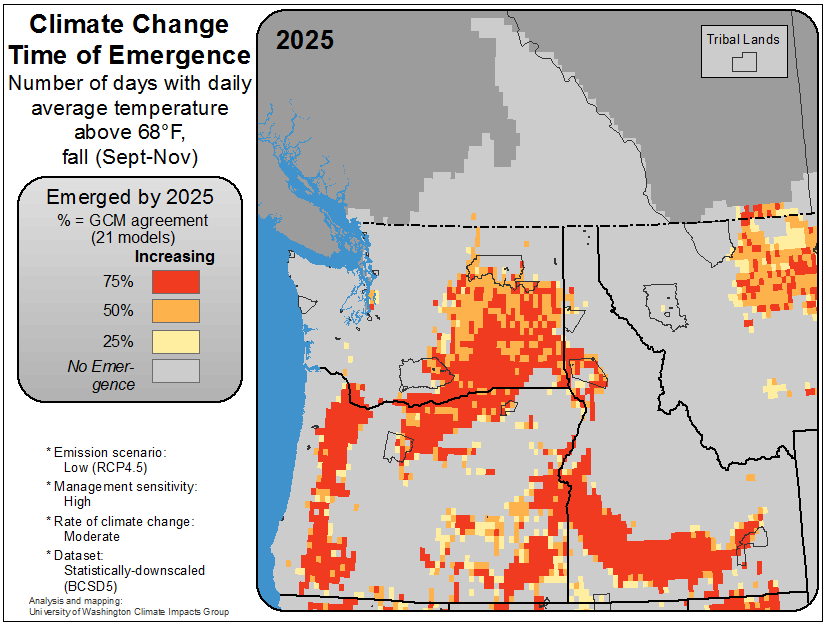 Climate Change
Time of Emergence
Number of days with daily
average temperature
above 68°F,
fall (Sept-Nov)
Emerged by 2025
% = GCM agreement
(21 models)
Increasing
75%
50%
25%
No Emer-
gence
* Emission scenario:
Low (RCP4.5)
* Management sensitivity:
High
* Rate of climate change:
Moderate
* Dataset:
Statistically-downscaled
(BCSD5)
Analysis and mapping:
University of Washington Climate Impacts Group
2025
Tribal Lands